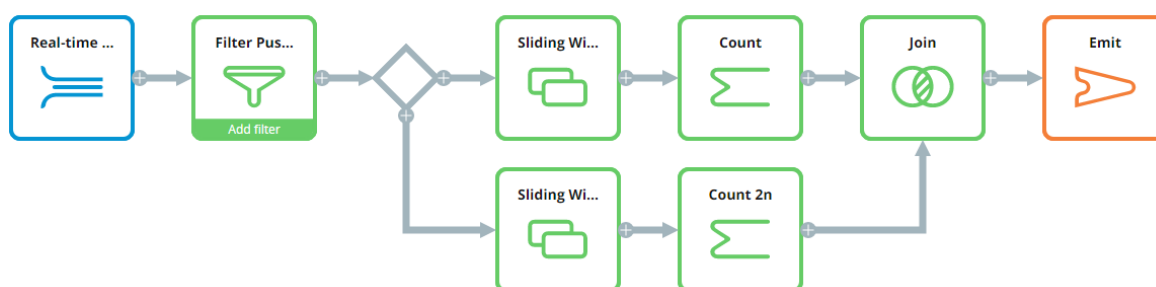 Real-time ...
Filter Pus...
Add filter
Sliding Wi...
Count
Join
Emit
Sliding Wi...
Count 2n